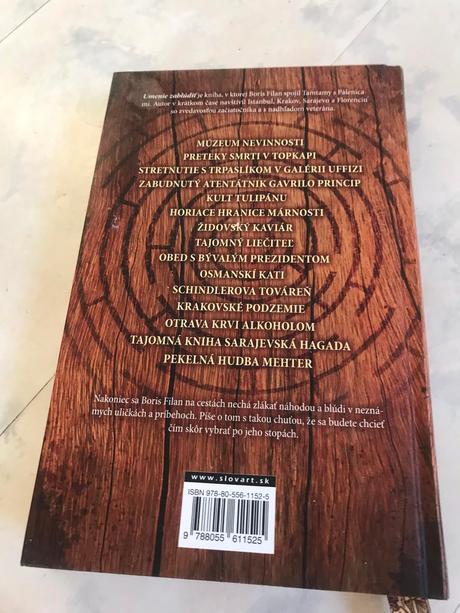 Umenie zablúdiť je kniha, v ktorej Boris Filan spojil Tamtamy s Pálenica
mi. Autor v krátkom čase navštívil Istanbul, Krakov, Sarajevo a Florenciu
so zvedavosťou začiatočníka a s nadhľadom veterána.
MÚZEUM NEVINNOSTI
PRETEKY SMRTI V TOPKAPI
STRETNUTIE S TRPASLÍKOM V GALÉRII UFFIZI
ZABUDNUTÝ ATENTÁTNIK GAVRILO PRINCIP
KULT TULIPÁNU
HORIACE HRANICE MÁRNOSTI
ŽIDOVSKÝ KAVIÁR
TAJOMNÝ LIEČITEĽ
OBED S BÝVALÝM PREZIDENTOM
OSMANSKÍ KATI
SCHINDLEROVA TOVÁREŇ
KRAKOVSKÉ PODZEMIE
OTRAVA KRVI ALKOHOLOM
TAJOMNÁ KNIHA SARAJEVSKÁ HAGADA
PEKELNÁ HUDBA MEHTER
Nakoniec sa Boris Filan na cestách nechá zlákať náhodou a blúdi v nezná-
mych uličkách a príbehoch. Píše o tom s takou chuťou, že sa budete chcieť
čím skôr vybrať po jeho stopách.
www.slovart.sk
ISBN 978-80-556-1152-5
9 788055 611525